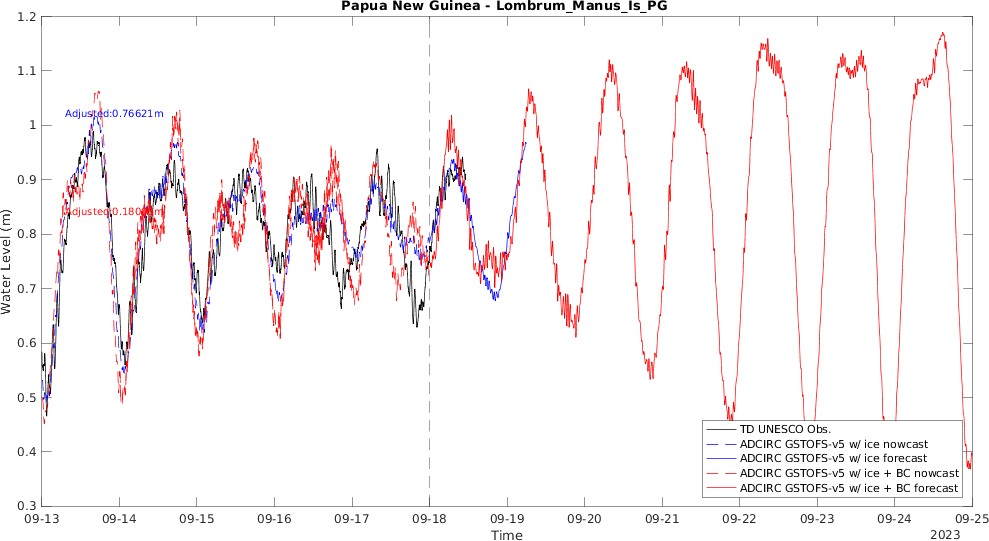 Papua New Guinea - Lombrum_Manus_Is_PG
1.2
1.1
1
0.9
0.8
0.7
0.6
0.5
0.4
0.3
Water Level (m)
Adjusted:0.76621m
TD UNESCO Obs.
ADCIRC GSTOFS-v5 w/ ice nowcast
ADCIRC GSTOFS-v5 w/ ice forecast
ADCIRC GSTOFS-v5 w/ ice + BC nowcast
ADCIRC GSTOFS-v5 w/ ice + BC forecast
09-13 09-14 09-15 09-16 09-17 09-18 09-19 09-20 09-21 09-22 09-23 09-24 09-25
Time
2023